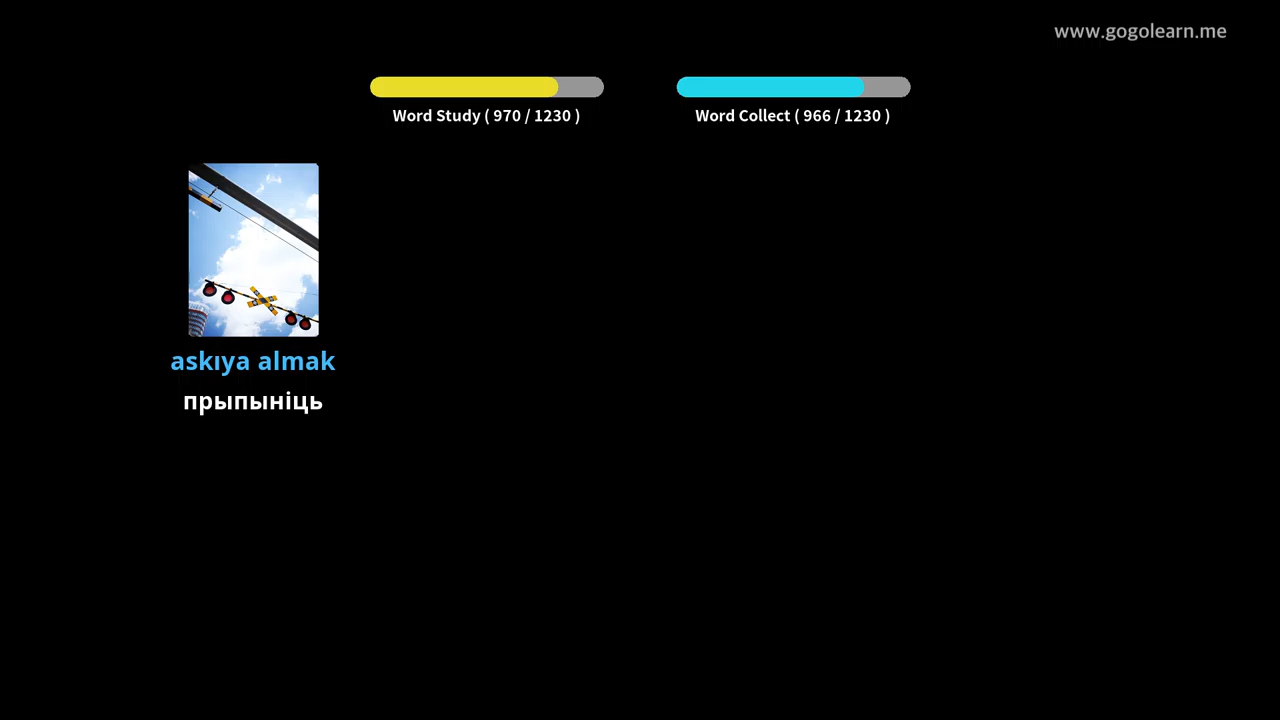 www.gogolearn.me
Word Study ( 970 / 1230 )
Word Collect ( 966 / 1230 )
askıya almak
прыпыніць